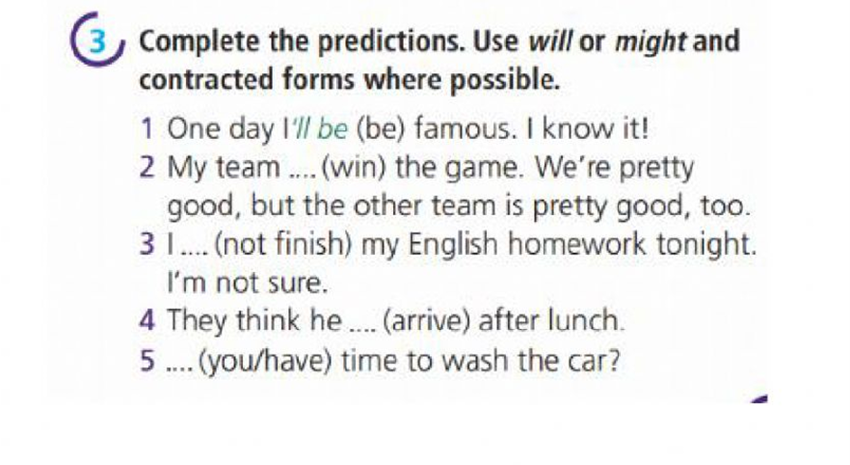 3 Complete the predictions. Use will or might and
contracted forms where possible.
1 One day I'll be (be) famous. I know it!
2 My team .... (win) the game. We're pretty
good, but the other team is pretty good, too.
3 I .... (not finish) my English homework tonight.
I'm not sure.
4 They think he .... (arrive) after lunch.
5 .... (you/have) time to wash the car?